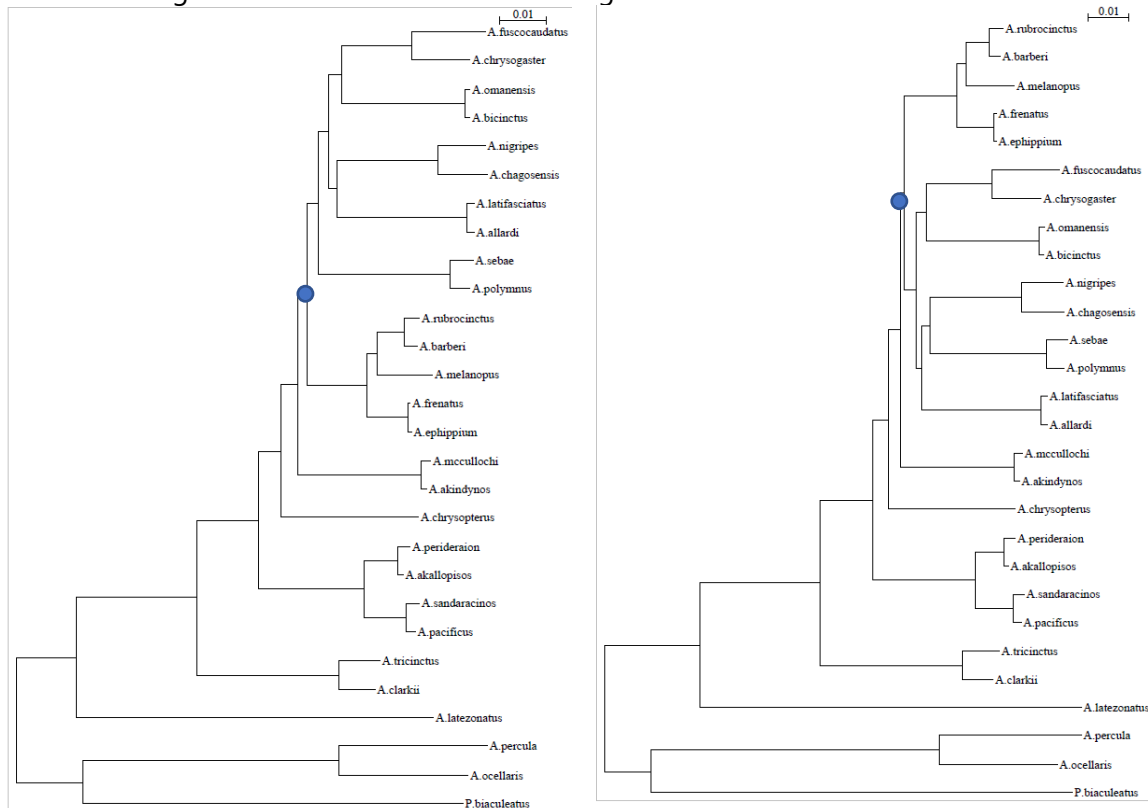 0.01
A.fuscocaudatus
A.chrysogaster
A.omanensis
A.bicinctus
A.nigripes
A.chagosensis
A.latifasciatus
A.allardi
A.sebae
A.polymnus
A.rubrocinctus
A.barberi
A.melanopus
A.frenatus
A.ephippium
A.mccullochi
A.akindynos
A.chrysopterus
A.perideraion
A.akallopisos
A.sandaracinos
A.pacificus
A.tricinctus
A.clarkii
A.latezonatus
A.percula
A.ocellaris
P.biaculeatus
0.01
A.rubrocinctus
A.barberi
A.melanopus
A.frenatus
A.ephippium
A.fuscocaudatus
A.chrysogaster
A.omanensis
A.bicinctus
A.nigripes
A.chagosensis
A.sebae
A.polymnus
A.latifasciatus
A.allardi
A.mccullochi
A.akindynos
A.chrysopterus
A.perideraion
A.akallopisos
A.sandaracinos
A.pacificus
A.tricinctus
A.clarkii
A.latezonatus
A.percula
A.ocellaris
P.biaculeatus